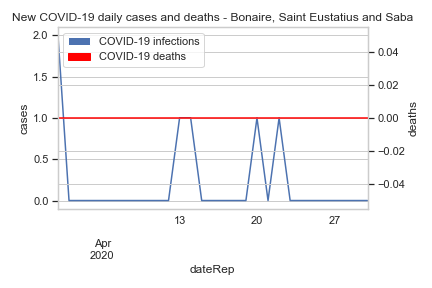 New COVID-19 daily cases and deaths - Bonaire, Saint Eustatius and Saba
COVID-19 infections
COVID-19 deaths
cases
2.0
1.5
1.0
0.5
0.0
deaths
0.04
0.02
0.00
−0.02
−0.04
13
20
27
Apr
2020
dateRep